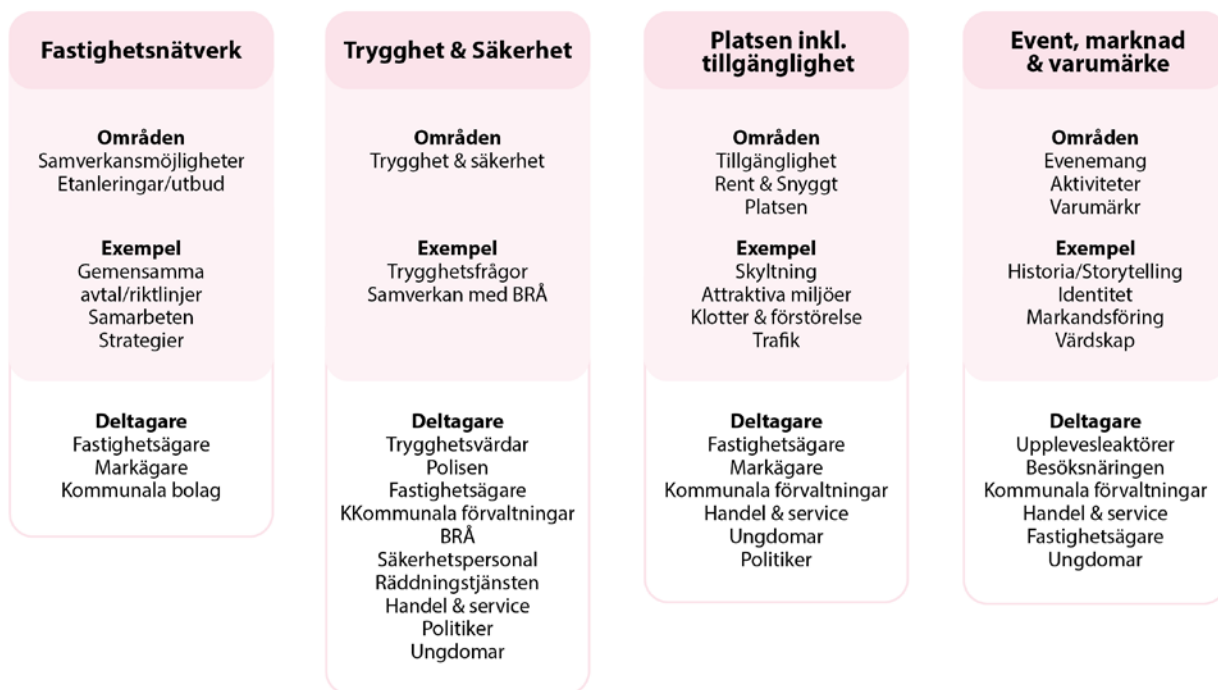 Fastighetsnätverk
Områden
Samverkansmöjligheter
Etanleringar/utbud
Exempel
Gemensamma
avtal/riktlinjer
Samarbeten
Strategier
Deltagare
Fastighetsägare
Markägare
Kommunala bolag
Trygghet & Säkerhet
Områden
Trygghet & säkerhet
Exempel
Trygghetsfrågor
Samverkan med BRÅ
Deltagare
Trygghetsvärdar
Polisen
Fastighetsägare
KKommunala förvaltningar
BRÅ
Säkerhetspersonal
Räddningstjänsten
Handel & service
Politiker
Ungdomar
Platsen inkl.
tillgänglighet
Områden
Tillgänglighet
Rent & Snyggt
Platsen
Exempel
Skyltning
Attraktiva miljöer
Klotter & förstörelse
Trafik
Deltagare
Fastighetsägare
Markägare
Kommunala förvaltningar
Handel & service
Ungdomar
Politiker
Event, marknad
& varumärke
Områden
Evenemang
Aktiviteter
Varumärkr
Exempel
Historia/Storytelling
Identitet
Markandsföring
Värdskap
Deltagare
Upplevesleaktörer
Besöksnäringen
Kommunala förvaltningar
Handel & service
Fastighetsägare
Ungdomar